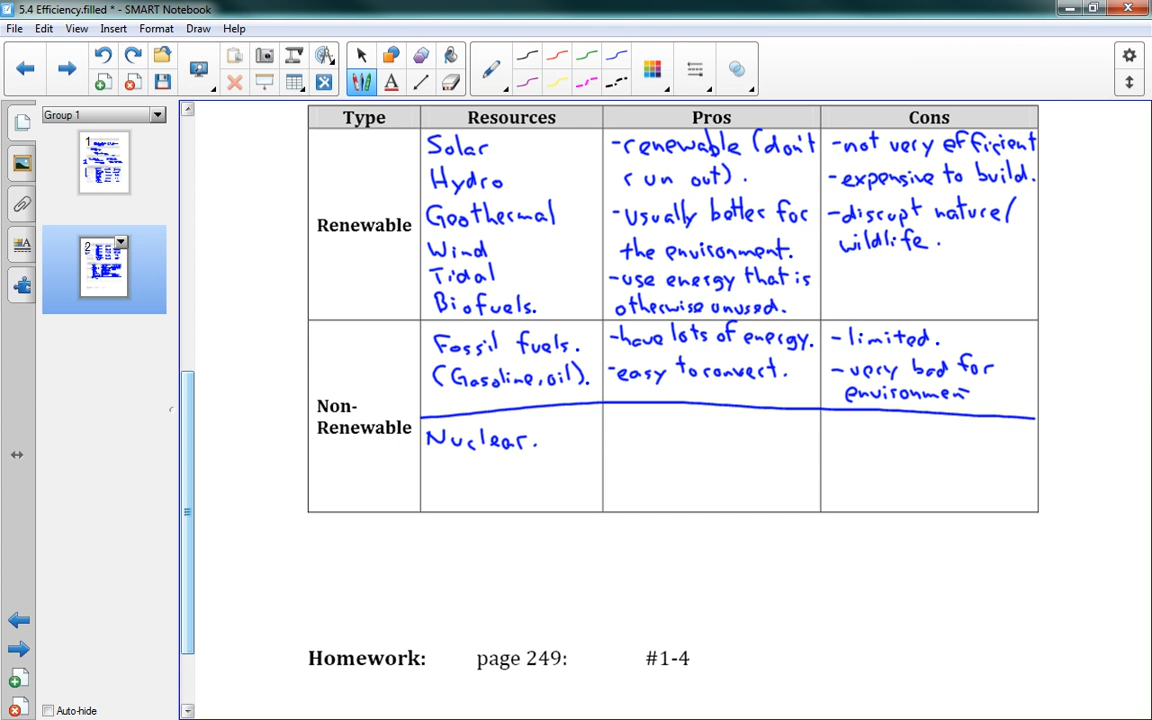 5.4 Efficiency.filled * - SMART Notebook
File Edit View Insert Format Draw Help
Group 1
1
2
Type Resources Pros Cons
Renewable
Solar
Hydro
Geothermal
Wind
Tidal
Biofuels.
-renewable (don't
run out).
-usually better for
the environment.
-use energy that is
otherwise unused.
-not very efficient
-expensive to build.
-disrupt nature/
wildlife.
Non-
Renewable
Fossil fuels.
(Gasoline, oil).
-have lots of energy.
-easy to convert.
-limited.
-very bad for
environment
Nuclear.
Homework: page 249: #1-4
Auto-hide